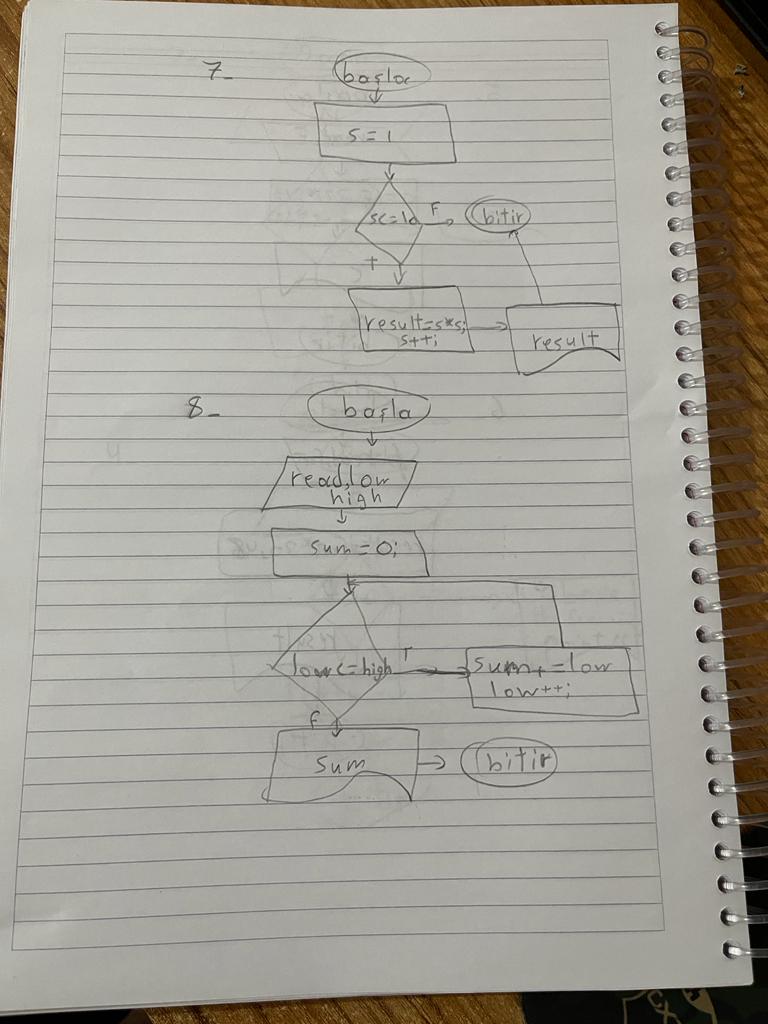 7-
başla
s = 1
s<=10
F
bitir
T
result=s*s;
s++;
result
8-
başla
read,low
high
sum = 0;
low<=high
T
sum+=low
low++;
F
sum
bitir